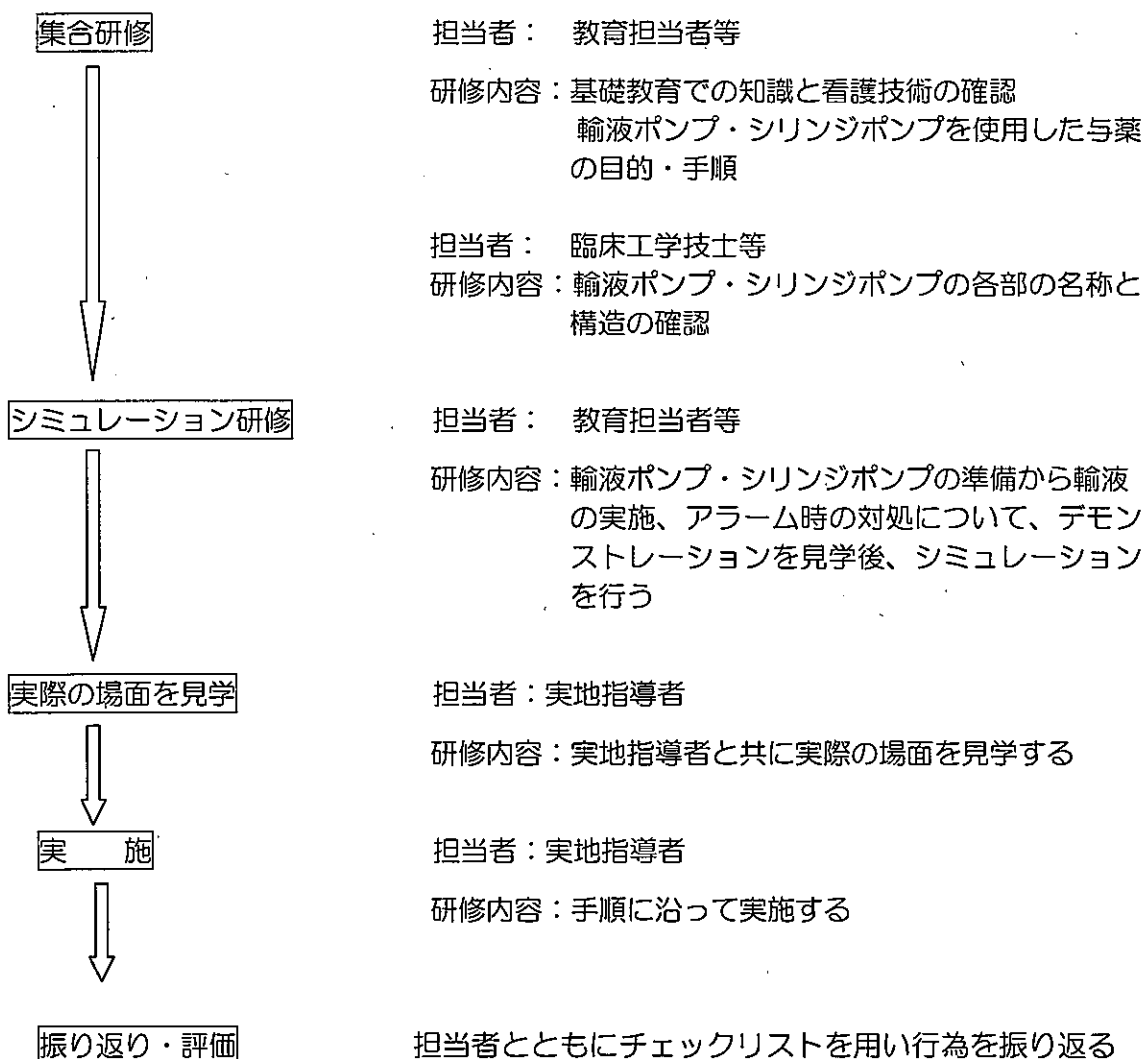 集合研修
担当者： 教育担当者等
研修内容：基礎教育での知識と看護技術の確認
輸液ポンプ・シリンジポンプを使用した与薬
の目的・手順
担当者： 臨床工学技士等
研修内容：輸液ポンプ・シリンジポンプの各部の名称と
構造の確認
シミュレーション研修
担当者： 教育担当者等
研修内容：輸液ポンプ・シリンジポンプの準備から輸液
の実施、アラーム時の対処について、デモン
ストレーションを見学後、シミュレーション
を行う
実際の場面を見学
担当者：実地指導者
研修内容：実地指導者と共に実際の場面を見学する
実　　施
担当者：実地指導者
研修内容：手順に沿って実施する
振り返り・評価
担当者とともにチェックリストを用い行為を振り返る